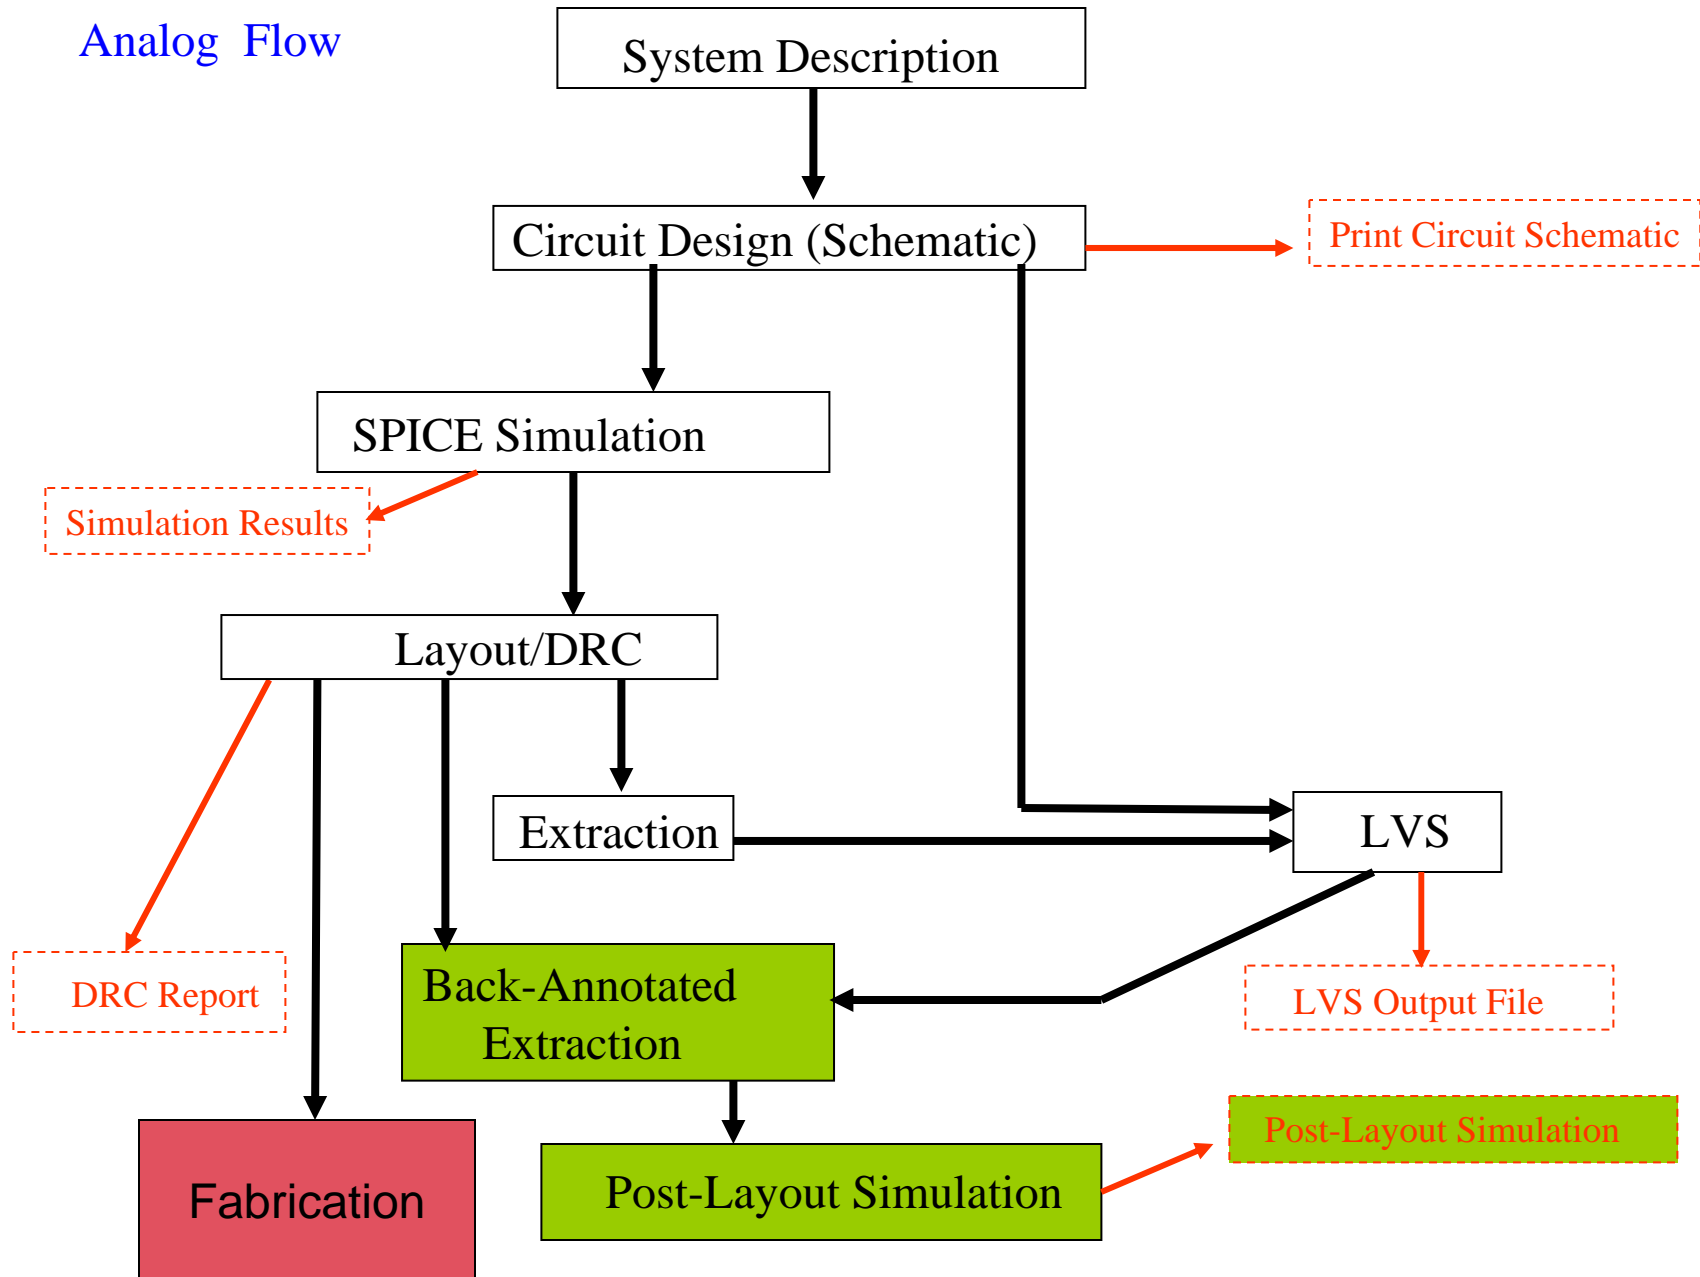 Analog Flow
System Description
Circuit Design (Schematic)
Print Circuit Schematic
SPICE Simulation
Simulation Results
Layout/DRC
Extraction
LVS
Back-Annotated
Extraction
DRC Report
LVS Output File
Post-Layout Simulation
Fabrication
Post-Layout Simulation